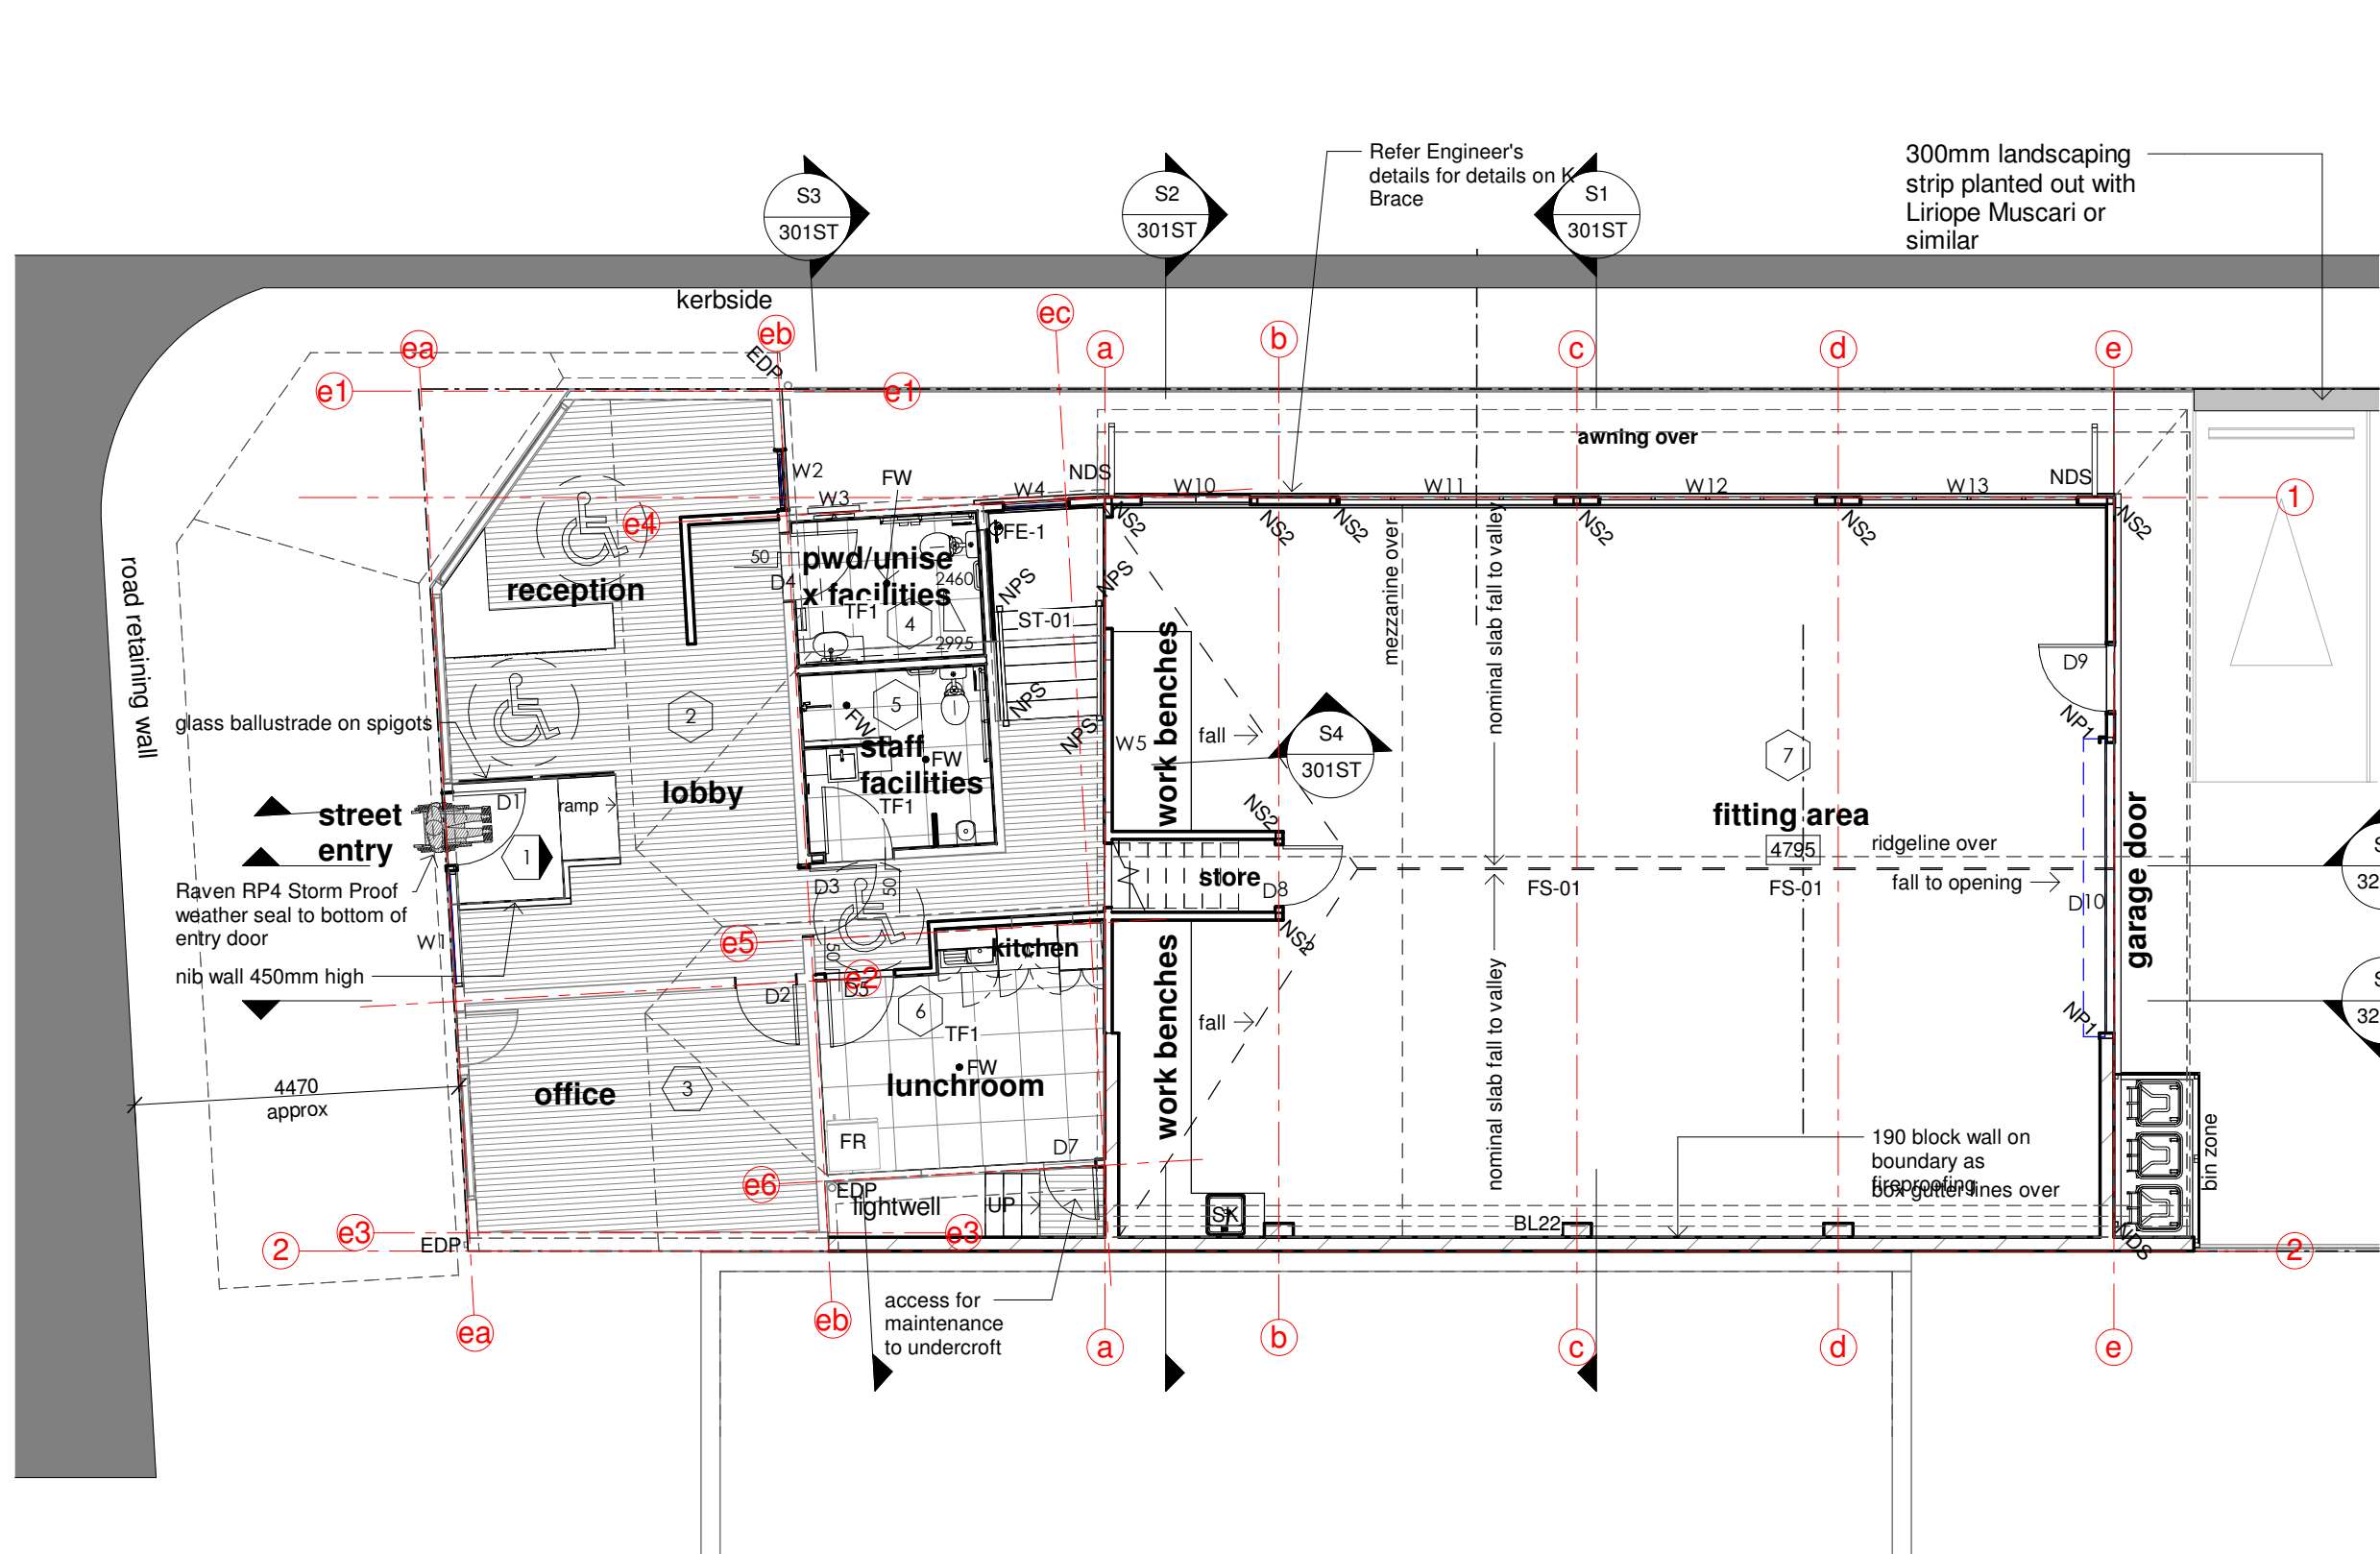 Refer Engineer's
details for details on K
Brace
300mm landscaping
strip planted out with
Liriope Muscari or
similar
S3
301ST
S2
301ST
S1
301ST
kerbside
ea
eb
ec
a
b
c
d
e
EDP
e1
e1
awning over
W2
FW
W3
W4
NDS
W10
W11
W12
W13
NDS
1
e4
FE-1
NS2
NS2
NS2
NS2
NS2
NS2
50
D4
pwd/unise
x facilities
2460
TF1
4
2995
NPS
NPS
ST-01
reception
road retaining wall
mezzanine over
nominal slab fall to valley
work benches
D9
2
5
FW
NPS
NPS
glass ballustrade on spigots
staff
facilities
FW
TF1
W5
fall
S4
301ST
7
NP1
D1
ramp
lobby
street
entry
1
fitting area
4795
ridgeline over
garage door
NS2
store
D8
FS-01
FS-01
fall to opening
D10
S
32
Raven RP4 Storm Proof
weather seal to bottom of
entry door
D3
50
W1
e5
50
kitchen
NS2
nib wall 450mm high
e2
D2
D5
6
TF1
FW
work benches
fall
nominal slab fall to valley
NP1
S
32
4470
approx
office
3
lunchroom
FR
D7
190 block wall on
boundary as
fireproofing
box gutter lines over
bin zone
e6
EDP
lightwell
UP
SK
BL22
NDS
2
e3
EDP
e3
2
access for
maintenance
to undercroft
ea
eb
a
b
c
d
e